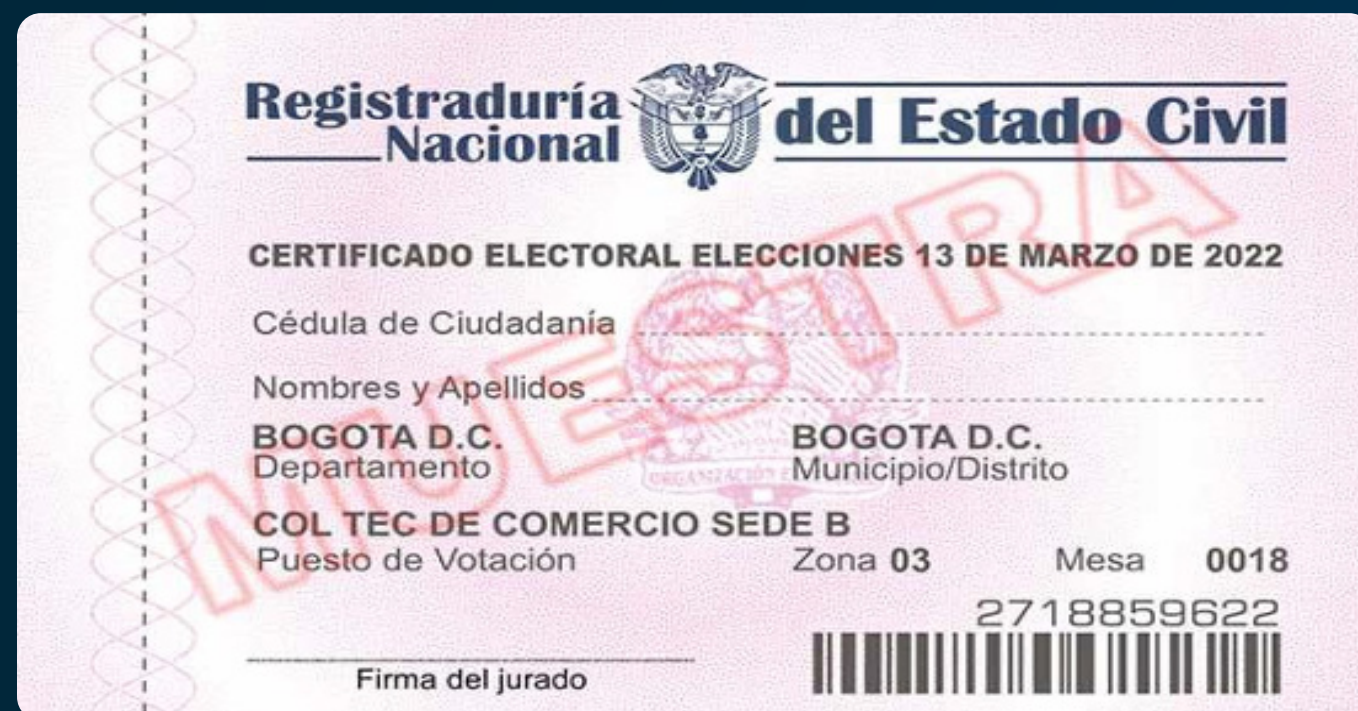 Registraduría
Nacional
del Estado Civil
CERTIFICADO ELECTORAL ELECCIONES 13 DE MARZO DE 2022
Cédula de Ciudadanía
Nombres y Apellidos
BOGOTA D.C. BOGOTA D.C.
Departamento Municipio/Distrito
COL TEC DE COMERCIO SEDE B
Puesto de Votación Zona 03 Mesa 0018
2718859622
Firma del jurado
MUESTRA